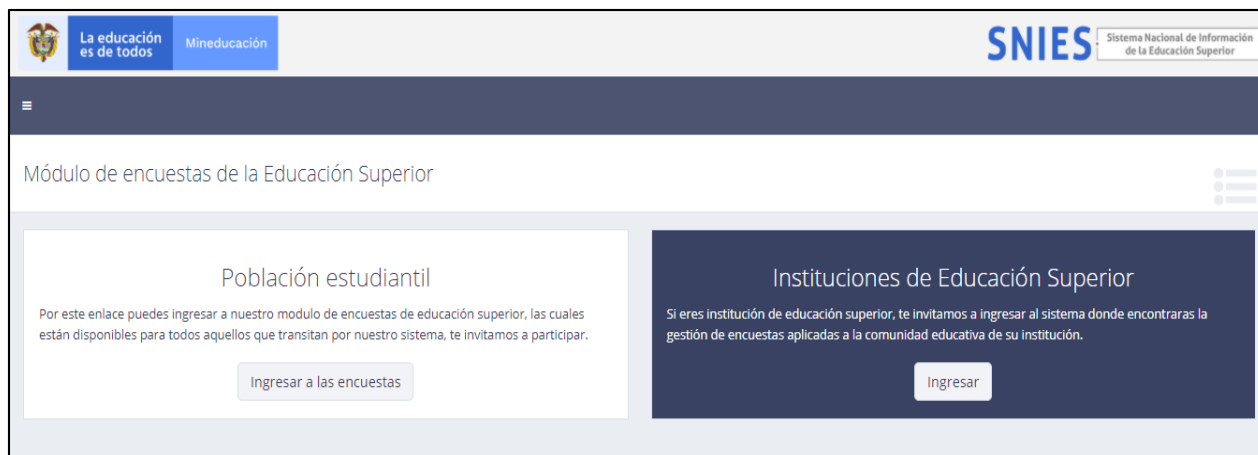 La educación
es de todos
Mineducación
SNIES
Sistema Nacional de Información
de la Educación Superior
Módulo de encuestas de la Educación Superior
Población estudiantil
Por este enlace puedes ingresar a nuestro modulo de encuestas de educación superior, las cuales
están disponibles para todos aquellos que transitan por nuestro sistema, te invitamos a participar.
Ingresar a las encuestas
Instituciones de Educación Superior
Si eres institución de educación superior, te invitamos a ingresar al sistema donde encontraras la
gestión de encuestas aplicadas a la comunidad educativa de su institución.
Ingresar